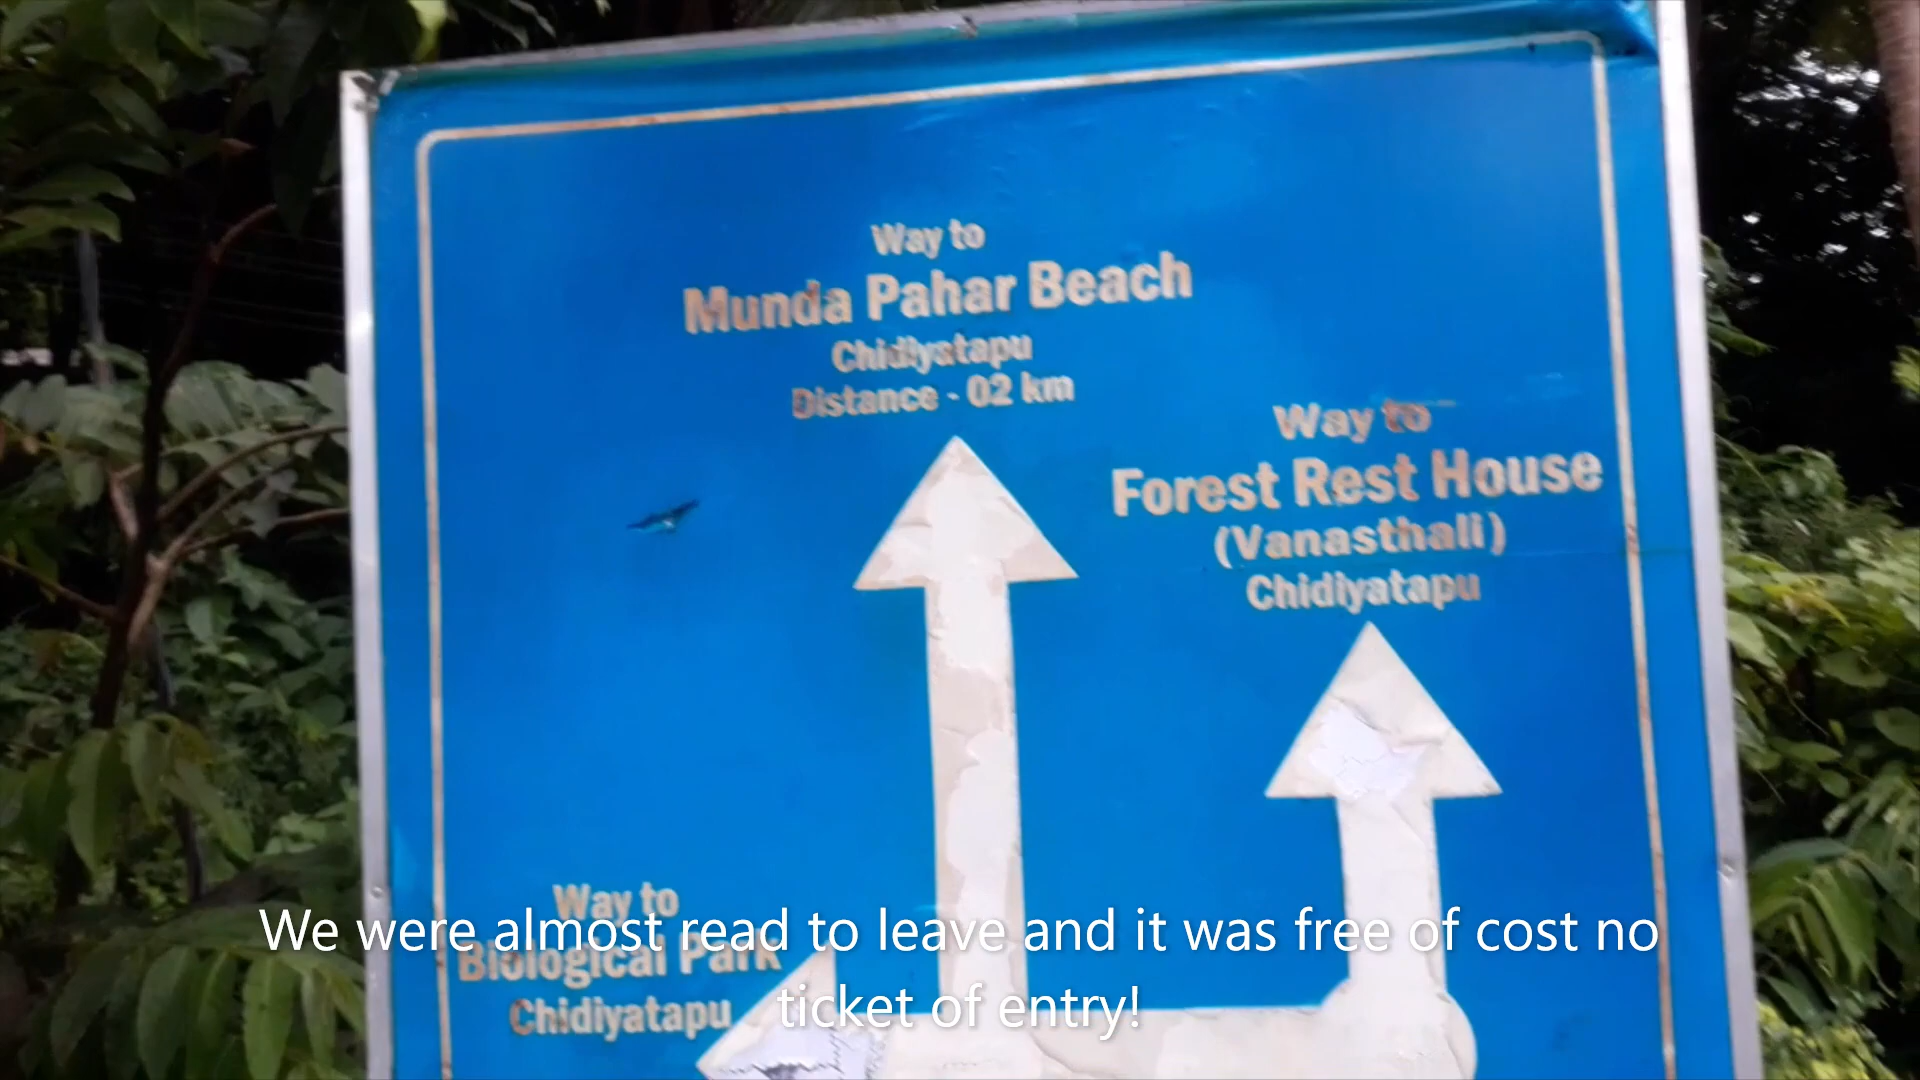 Way to
Munda Pahar Beach
Chidiyatapu
Distance - 02 km
Way to
Forest Rest House
(Vanasthali)
Chidiyatapu
Way to
Biological Park
Chidiyatapu
We were almost read to leave and it was free of cost no
ticket of entry!